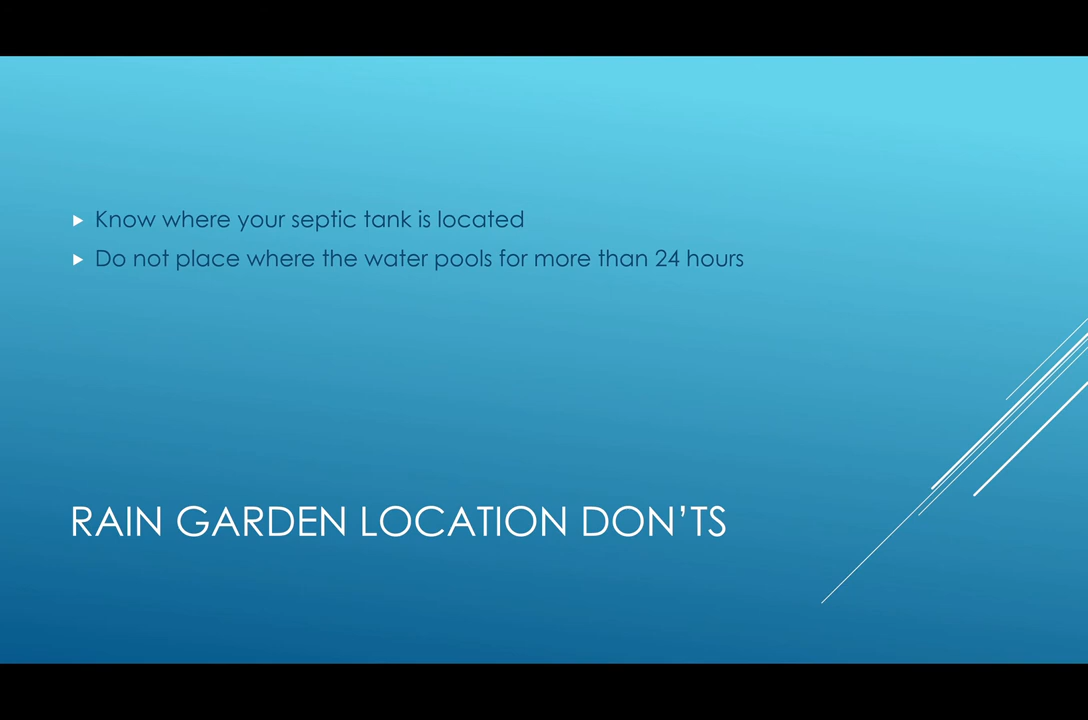 Know where your septic tank is located
Do not place where the water pools for more than 24 hours
RAIN GARDEN LOCATION DON’TS